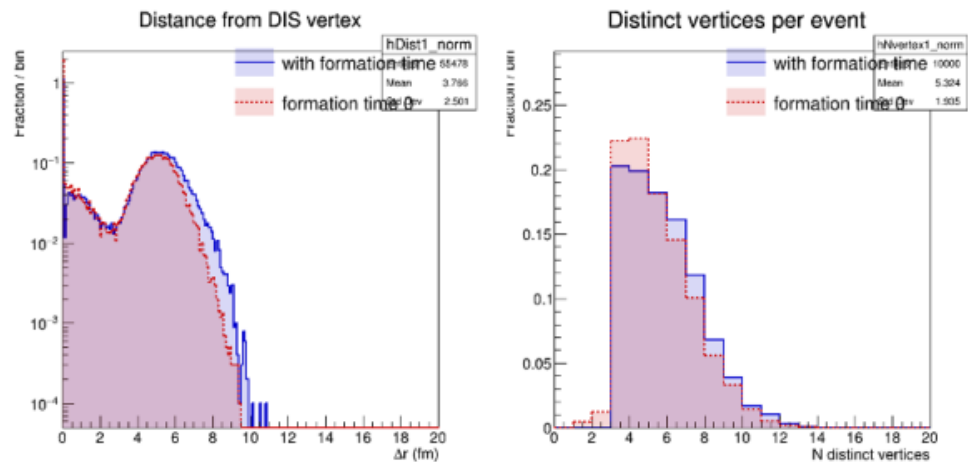 Distance from DIS vertex
hDist1_norm
with formation time
55478
Mean 3.766
2.501
formation time 0
Fraction / bin
1
10⁻¹
10⁻²
10⁻³
10⁻⁴
0 2 4 6 8 10 12 14 16 18 20
Δr (fm)
Distinct vertices per event
hNvertex1_norm
with formation time
10000
Mean 5.324
1.935
formation time 0
Fraction / bin
0.25
0.2
0.15
0.1
0.05
0
0 2 4 6 8 10 12 14 16 18 20
N distinct vertices